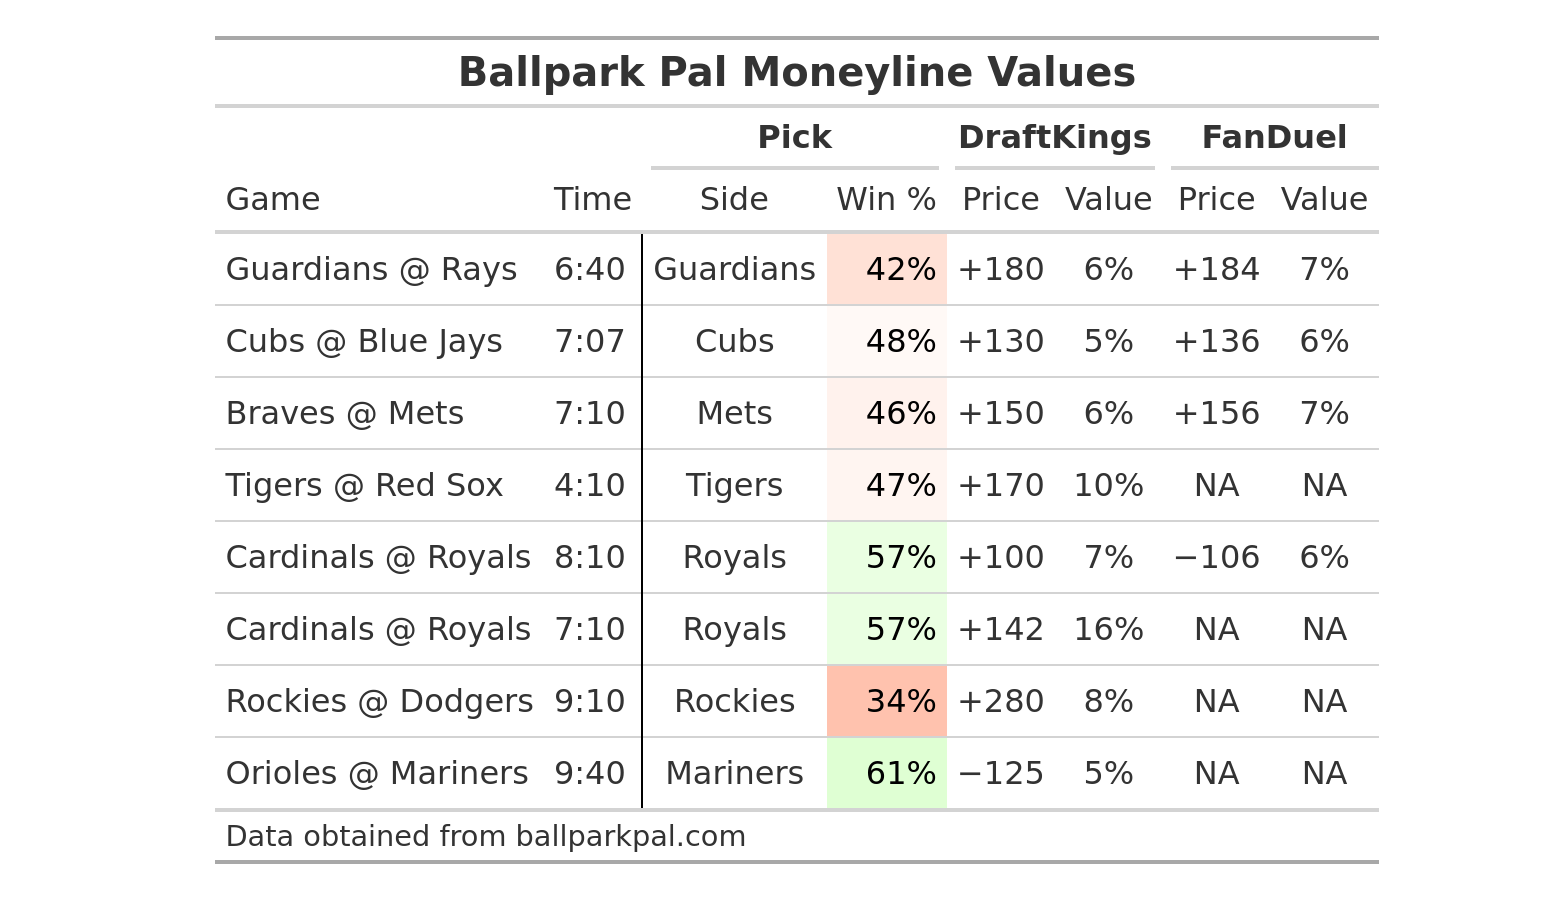 Ballpark Pal Moneyline Values
Pick DraftKings FanDuel
Game Time Side Win % Price Value Price Value
Guardians @ Rays 6:40 Guardians 42% +180 6% +184 7%
Cubs @ Blue Jays 7:07 Cubs 48% +130 5% +136 6%
Braves @ Mets 7:10 Mets 46% +150 6% +156 7%
Tigers @ Red Sox 4:10 Tigers 47% +170 10% NA NA
Cardinals @ Royals 8:10 Royals 57% +100 7% −106 6%
Cardinals @ Royals 7:10 Royals 57% +142 16% NA NA
Rockies @ Dodgers 9:10 Rockies 34% +280 8% NA NA
Orioles @ Mariners 9:40 Mariners 61% −125 5% NA NA
Data obtained from ballparkpal.com